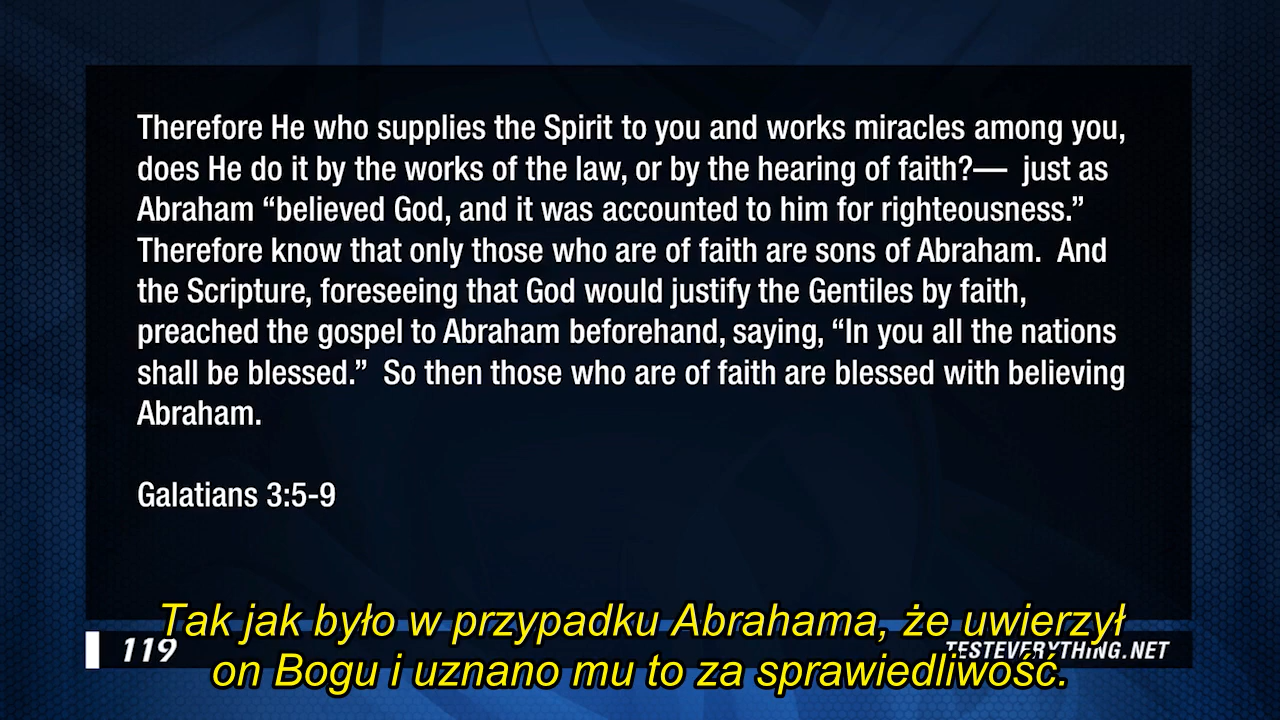 Therefore He who supplies the Spirit to you and works miracles among you,
does He do it by the works of the law, or by the hearing of faith?—  just as
Abraham “believed God, and it was accounted to him for righteousness.”
Therefore know that only those who are of faith are sons of Abraham.  And
the Scripture, foreseeing that God would justify the Gentiles by faith,
preached the gospel to Abraham beforehand, saying, “In you all the nations
shall be blessed.”  So then those who are of faith are blessed with believing
Abraham.
Galatians 3:5-9
Tak jak było w przypadku Abrahama, że uwierzył
119
TESTEVERYTHING.NET
on Bogu i uznano mu to za sprawiedliwość.